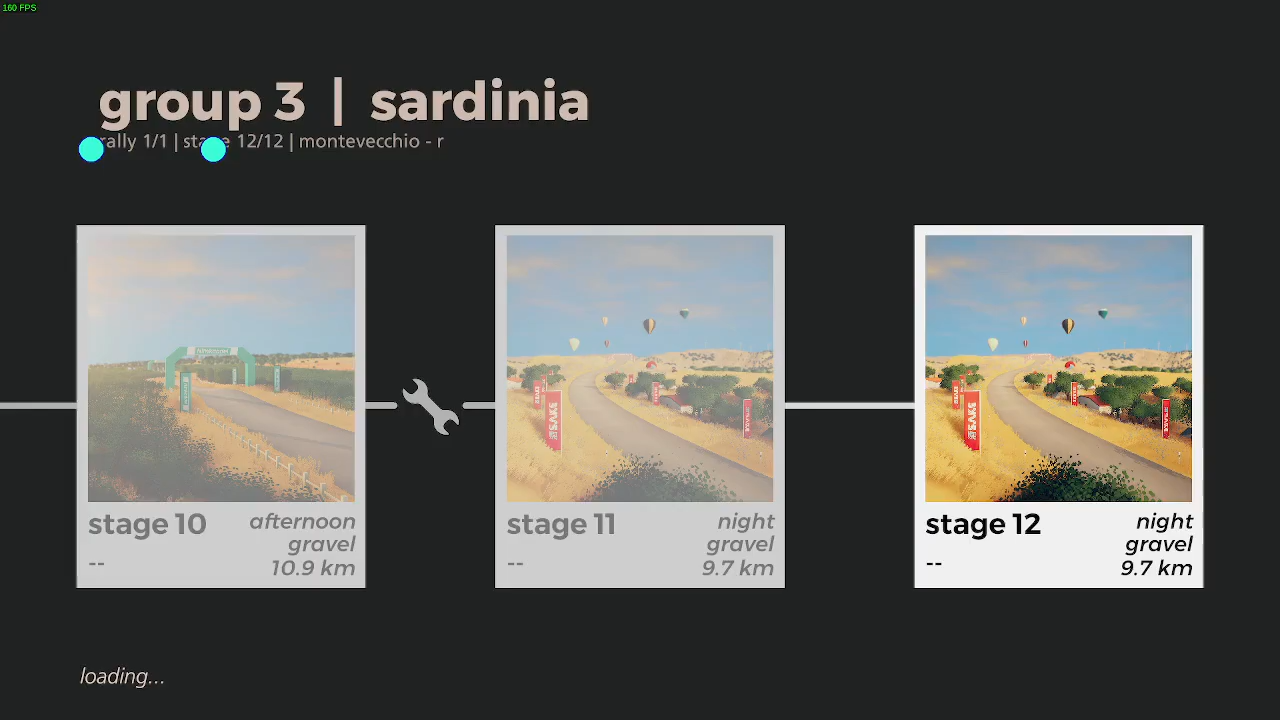 160 FPS
group 3 | sardinia
rally 1/1 | stage 12/12 | montevecchio - r
stage 10
afternoon
gravel
--
10.9 km
stage 11
night
gravel
--
9.7 km
stage 12
night
gravel
--
9.7 km
loading...